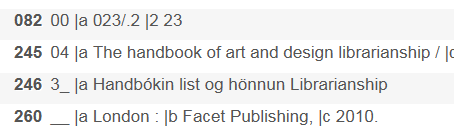 082 00 |a 023/.2 |2 23
245 04 |a The handbook of art and design librarianship / |
246 3_ |a Handbókin list og hönnun Librarianship
260 __ |a London : |b Facet Publishing, |c 2010.